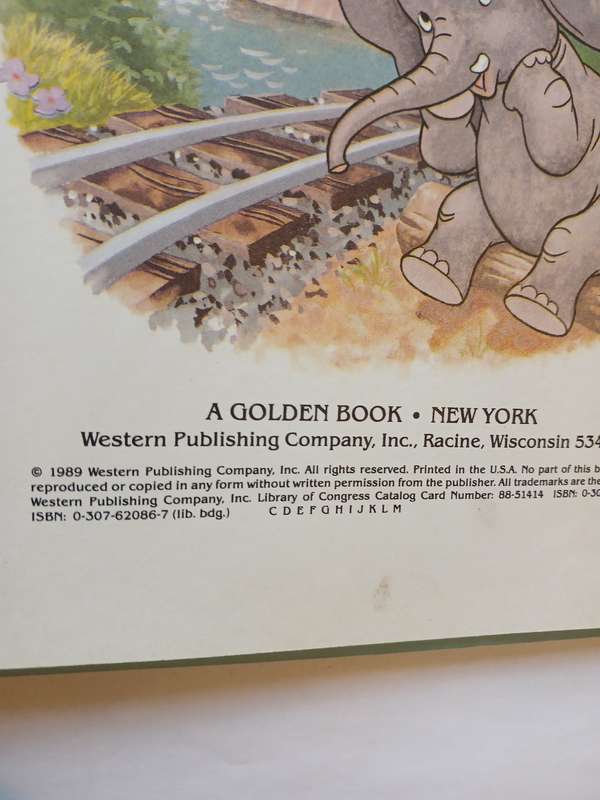 A GOLDEN BOOK • NEW YORK
Western Publishing Company, Inc., Racine, Wisconsin 534
© 1989 Western Publishing Company, Inc. All rights reserved. Printed in the U.S.A. No part of this b
reproduced or copied in any form without written permission from the publisher. All trademarks are the
Western Publishing Company, Inc. Library of Congress Catalog Card Number: 88-51414 ISBN: 0-30
ISBN: 0-307-62086-7 (lib. bdg.) C D E F G H I J K L M